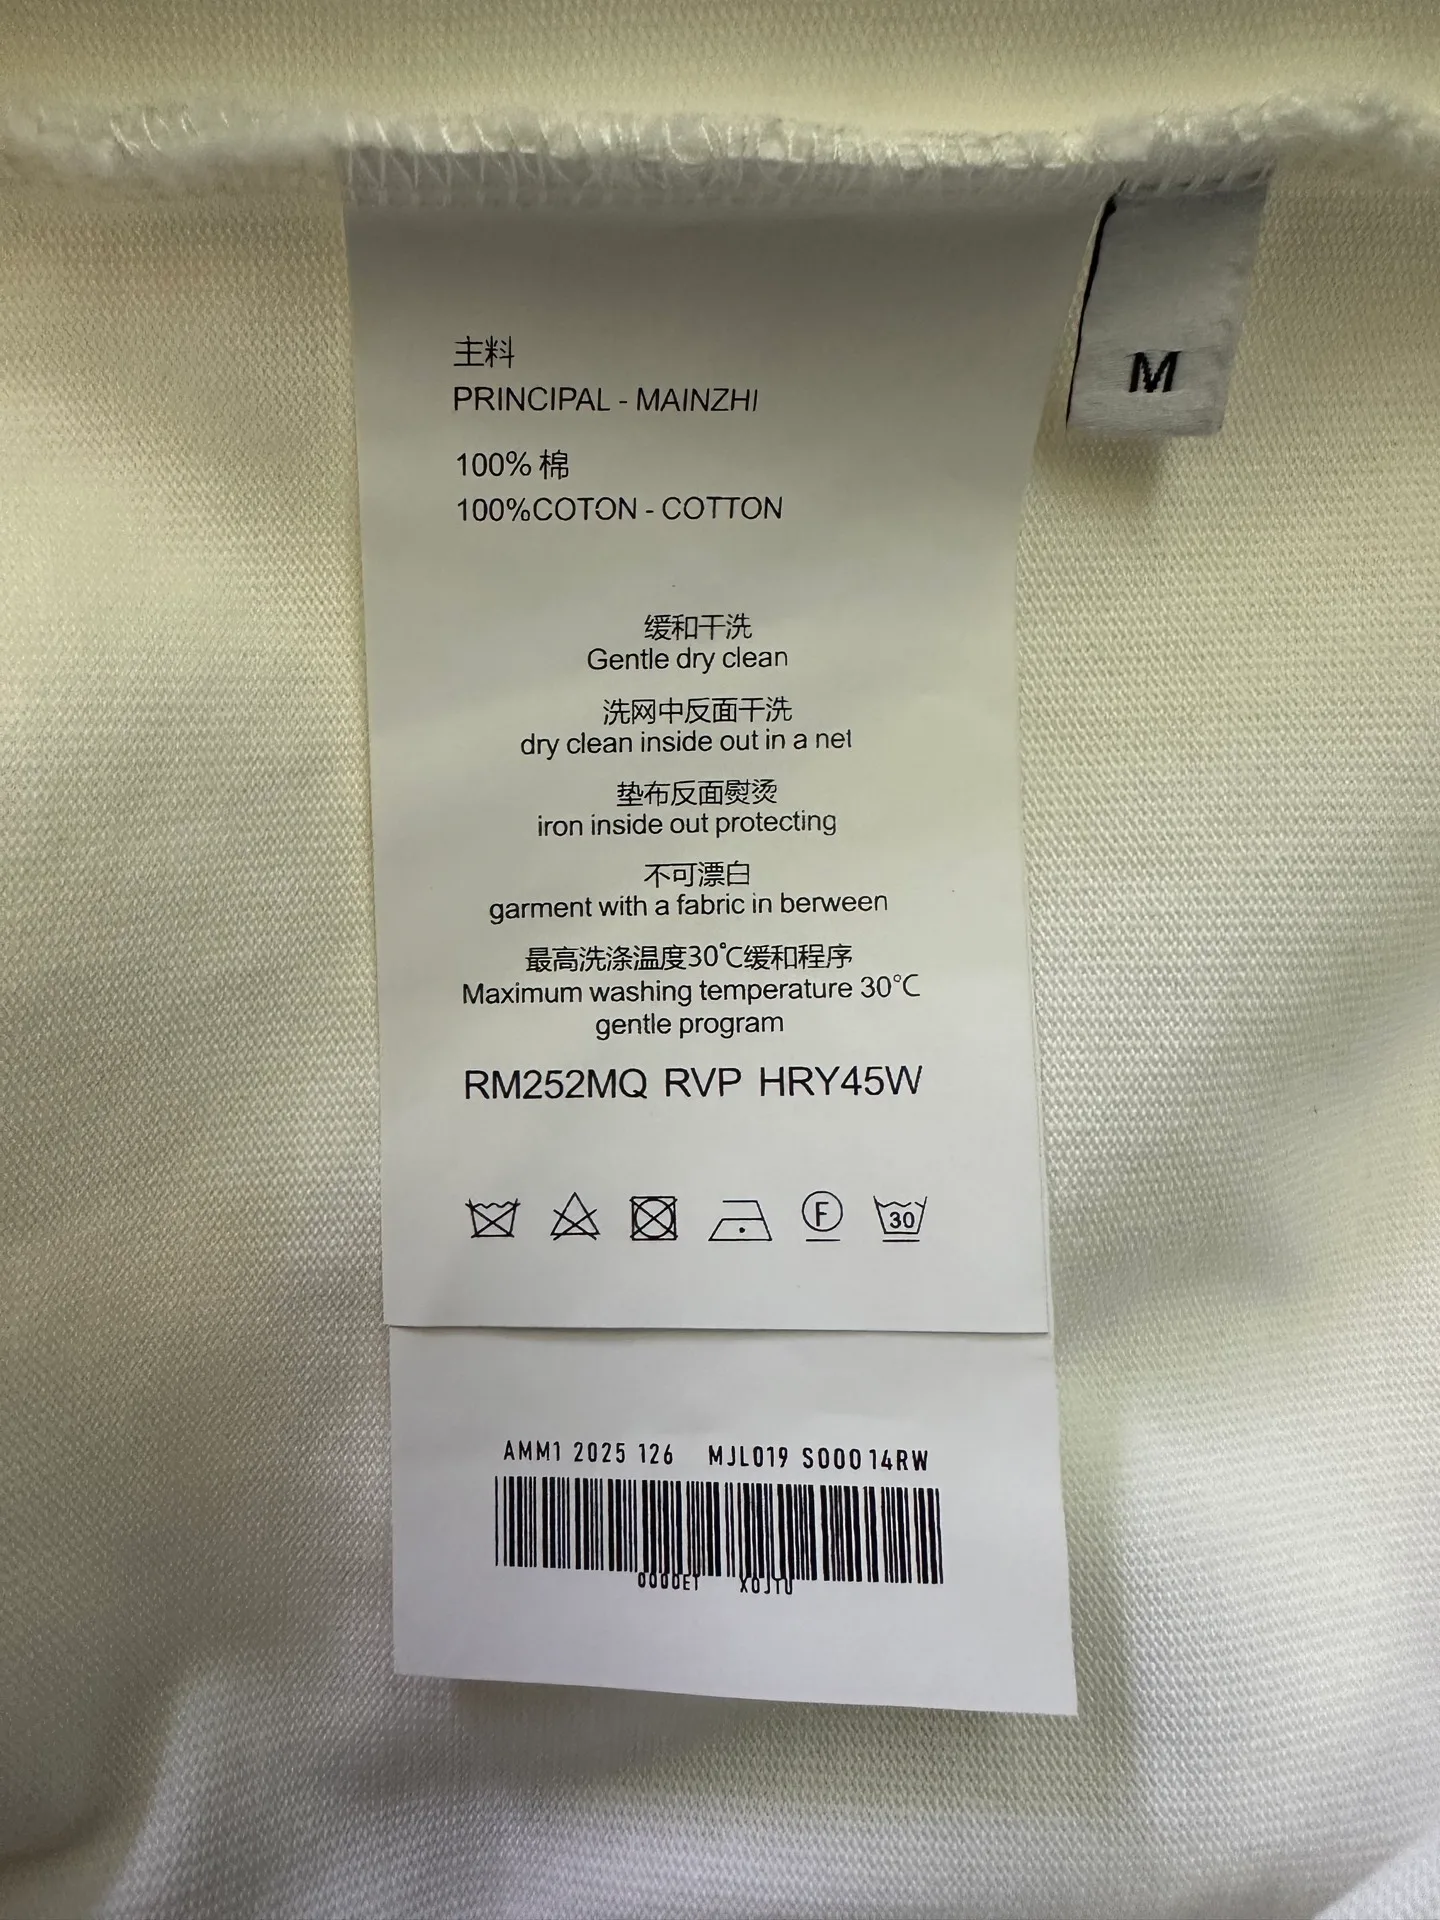 主料
PRINCIPAL - MAINZHI
M
100% 棉
100%COTON - COTTON
缓和干洗
Gentle dry clean
洗网中反面干洗
dry clean inside out in a net
垫布反面熨烫
iron inside out protecting
不可漂白
garment with a fabric in berween
最高洗涤温度30℃缓和程序
Maximum washing temperature 30℃
gentle program
RM252MQ RVP HRY45W
F 30
AMM1 2025 126 MJL019 S000 14RW